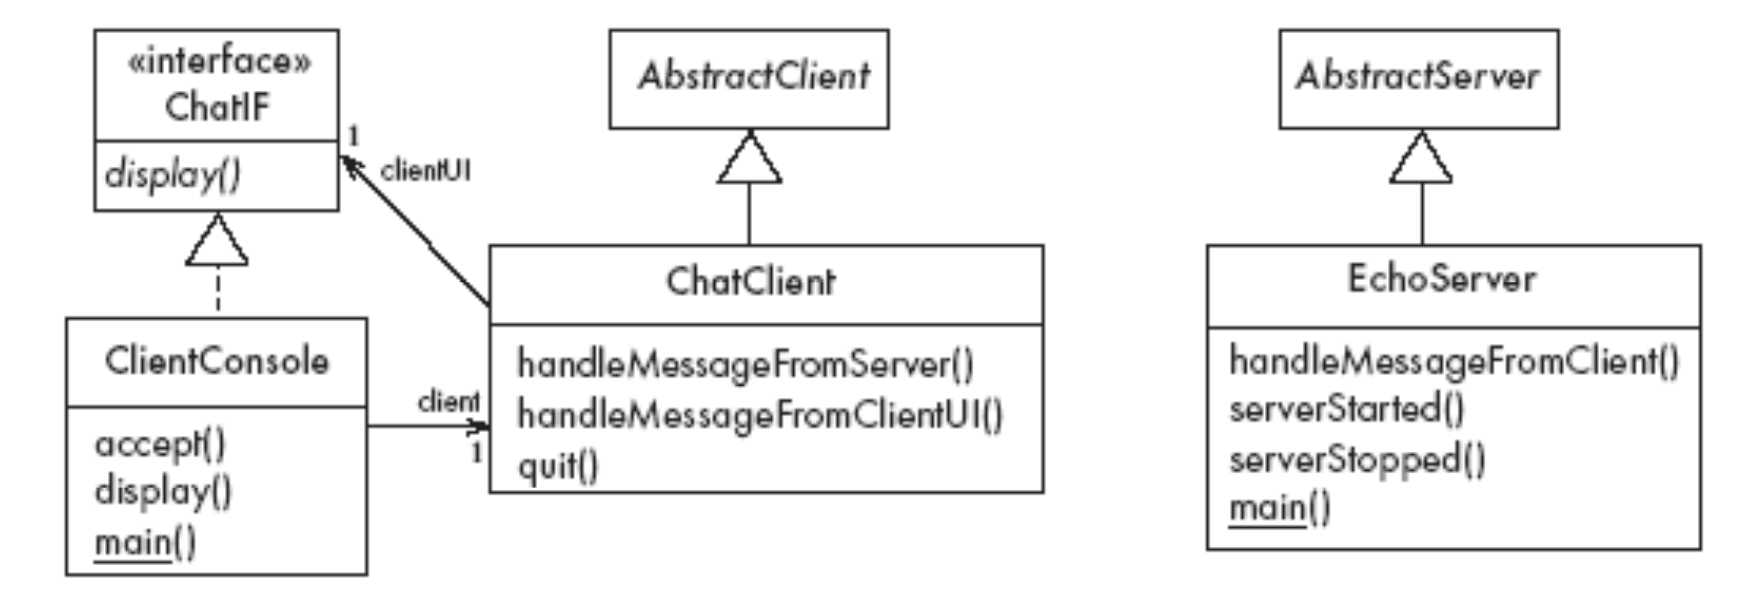 «interface»
ChatIF
display()
1
clientUI
AbstractClient
AbstractServer
ClientConsole
accept()
display()
main()
client
1
ChatClient
handleMessageFromServer()
handleMessageFromClientUI()
quit()
EchoServer
handleMessageFromClient()
serverStarted()
serverStopped()
main()